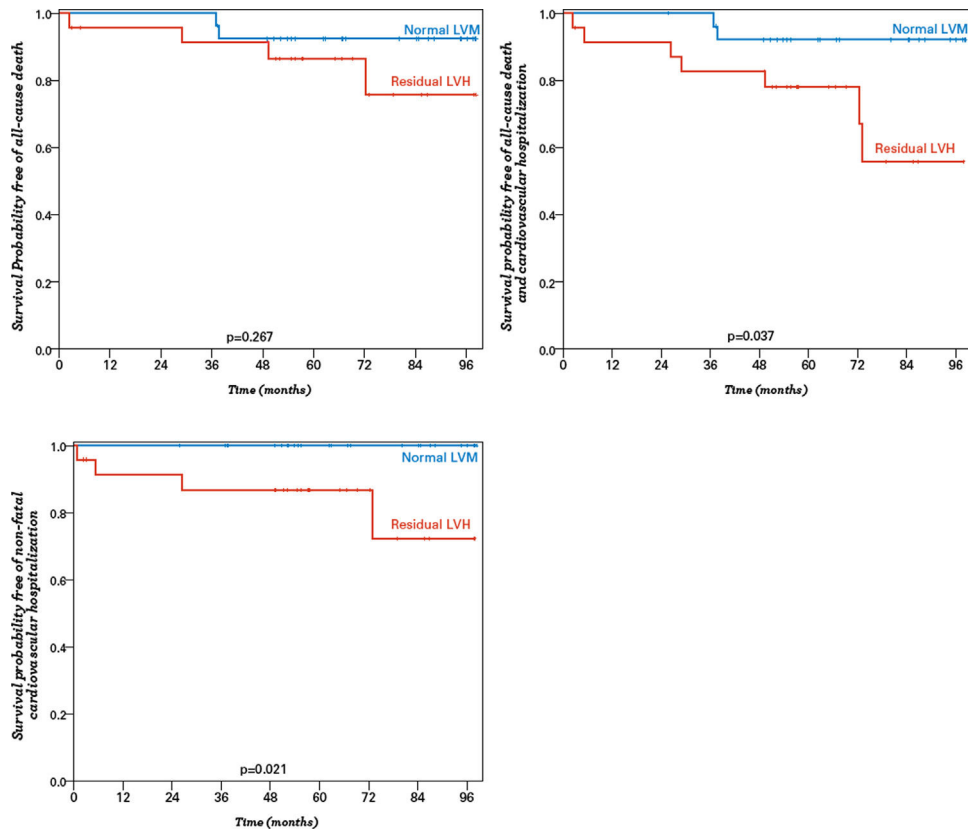 Survival Probability free of all-cause death
1.0
0.8
0.6
0.4
0.2
0.0
Normal LVM
Residual LVH
p=0.267
0 12 24 36 48 60 72 84 96
Time (months)
Survival probability free of all-cause death
and cardiovascular hospitalization
1.0
0.8
0.6
0.4
0.2
0.0
Normal LVM
Residual LVH
p=0.037
0 12 24 36 48 60 72 84 96
Time (months)
Survival probability free of non-fatal
cardiovascular hospitalization
1.0
0.8
0.6
0.4
0.2
0.0
Normal LVM
Residual LVH
p=0.021
0 12 24 36 48 60 72 84 96
Time (months)